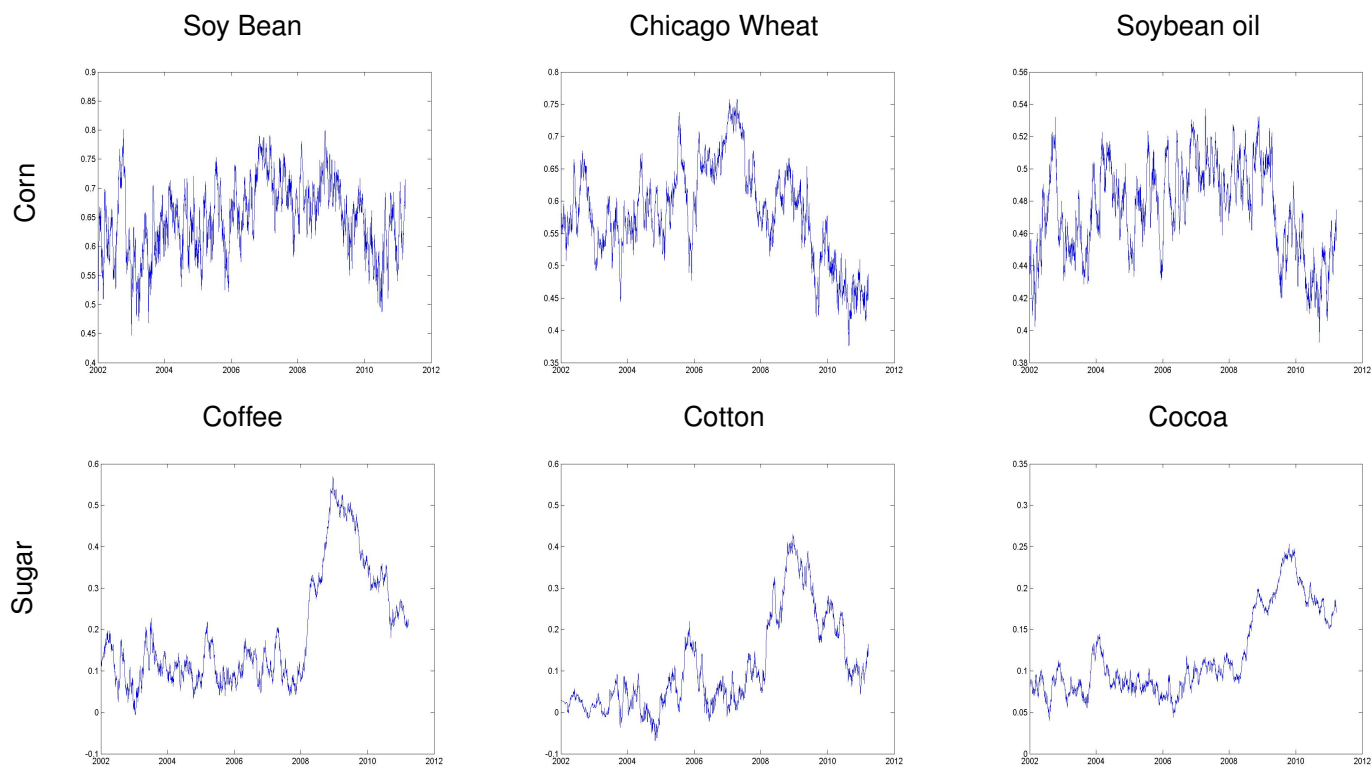 Soy Bean Chicago Wheat Soybean oil
Corn
0.9 0.85 0.8 0.75 0.7 0.65 0.6 0.55 0.5 0.45 0.4
2002 2004 2006 2008 2010 2012
0.8 0.75 0.7 0.65 0.6 0.55 0.5 0.45 0.4 0.35
2002 2004 2006 2008 2010 2012
0.56 0.54 0.52 0.5 0.48 0.46 0.44 0.42 0.4 0.38
2002 2004 2006 2008 2010 2012
Coffee Cotton Cocoa
Sugar
0.6 0.5 0.4 0.3 0.2 0.1 0 -0.1
2002 2004 2006 2008 2010 2012
0.6 0.5 0.4 0.3 0.2 0.1 0 -0.1
2002 2004 2006 2008 2010 2012
0.35 0.3 0.25 0.2 0.15 0.1 0.05 0
2002 2004 2006 2008 2010 2012